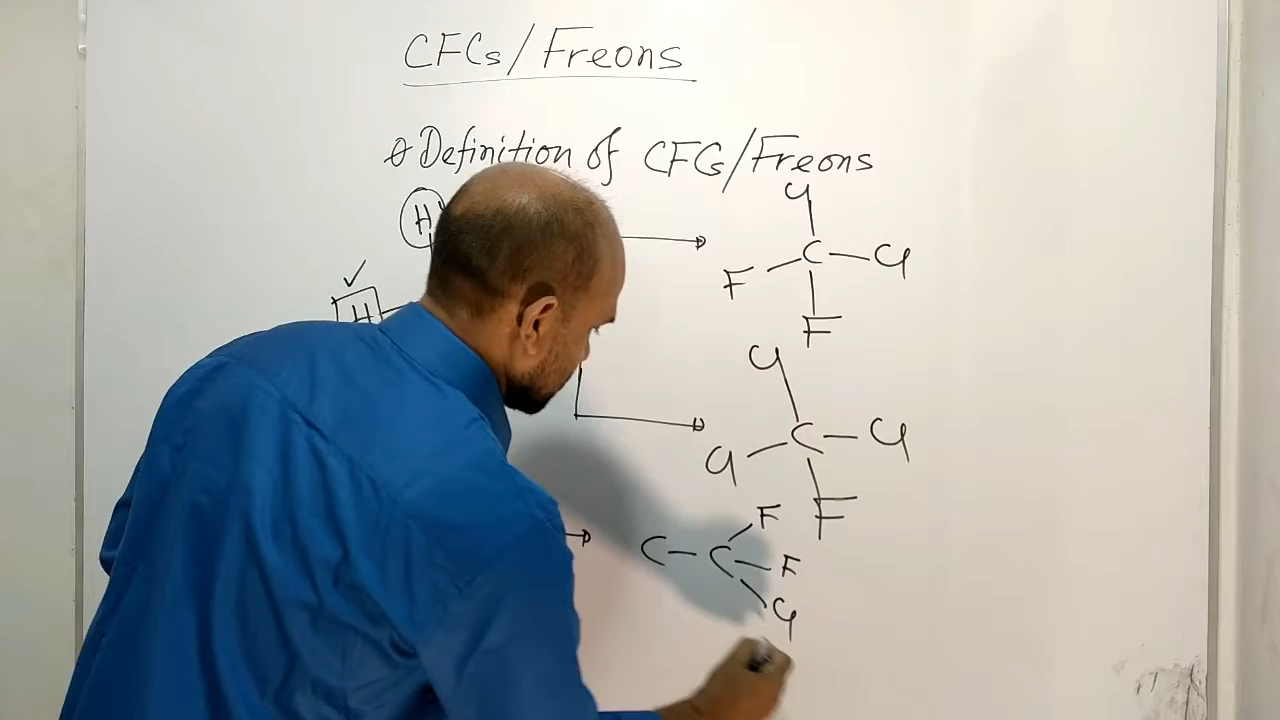 CFCs/Freons
* Definition of CFCs/Freons
H
Cl
C - Cl
F
F
H
Cl
C - Cl
Cl
F
F
C - C - F
Cl